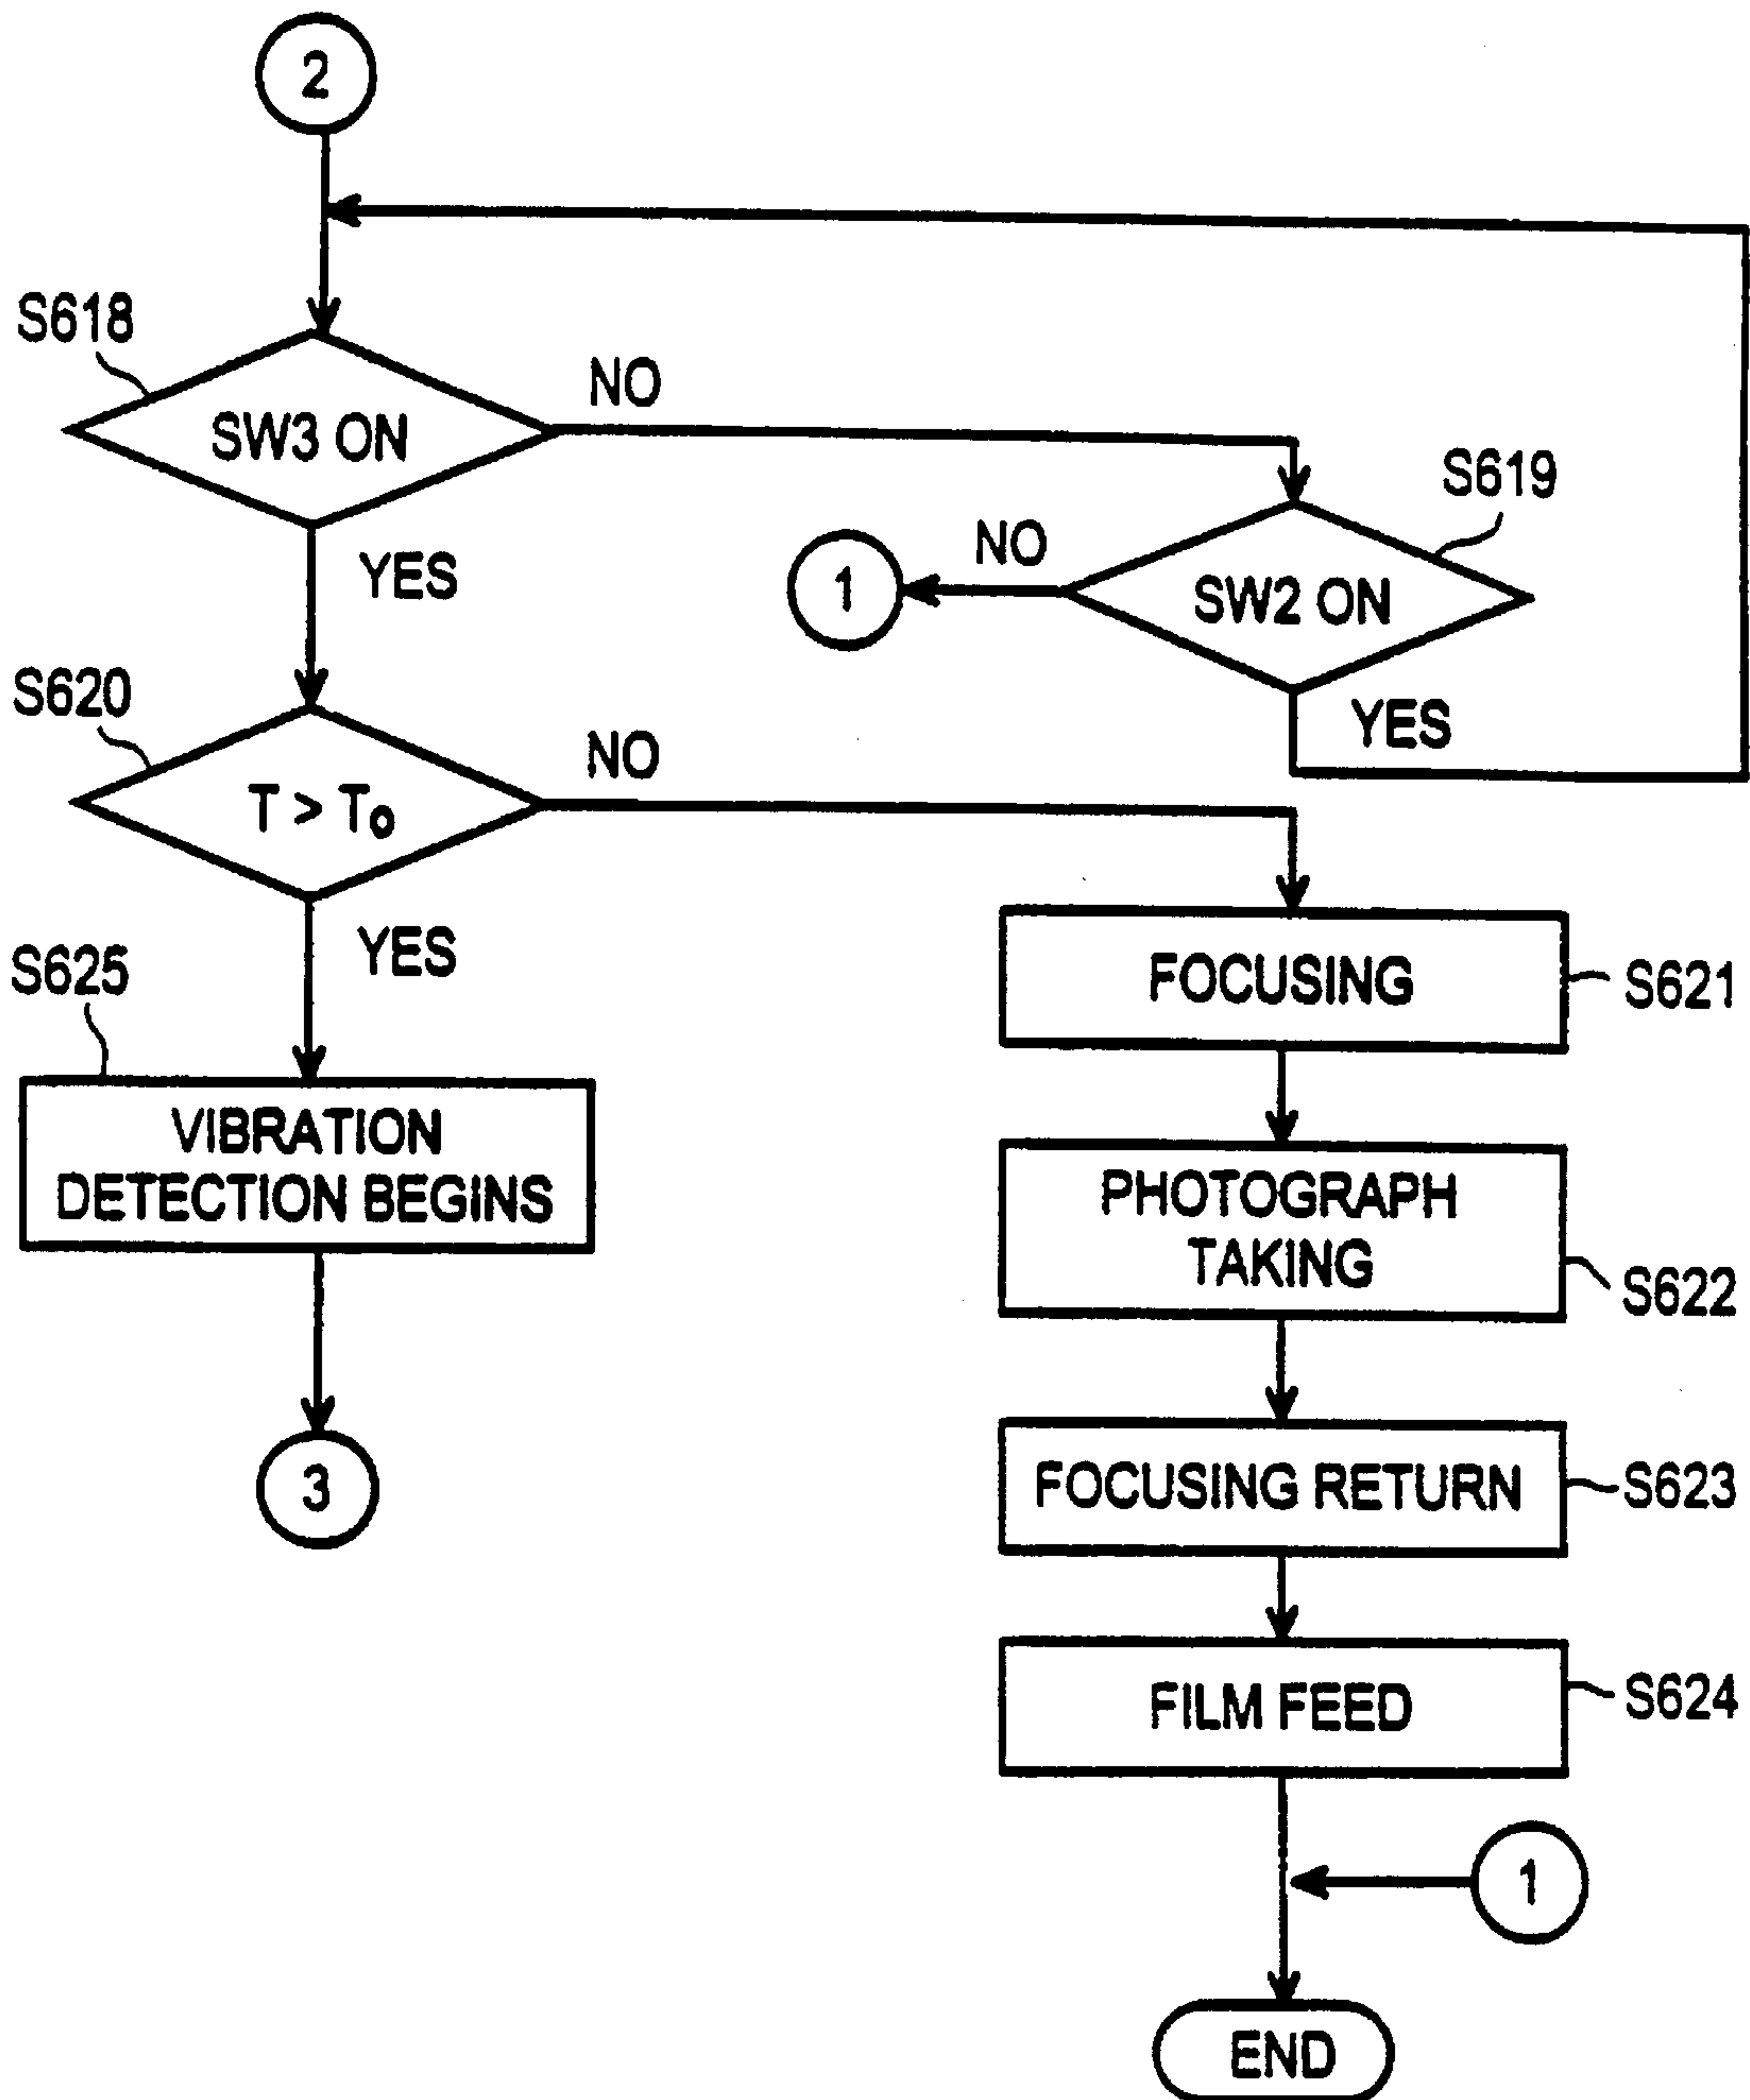 2
S618
SW3 ON
NO
YES
S619
SW2 ON
NO
1
YES
S620
T > To
NO
YES
S625
VIBRATION
DETECTION BEGINS
3
FOCUSING
S621
PHOTOGRAPH
TAKING
S622
FOCUSING RETURN
S623
FILM FEED
S624
1
END